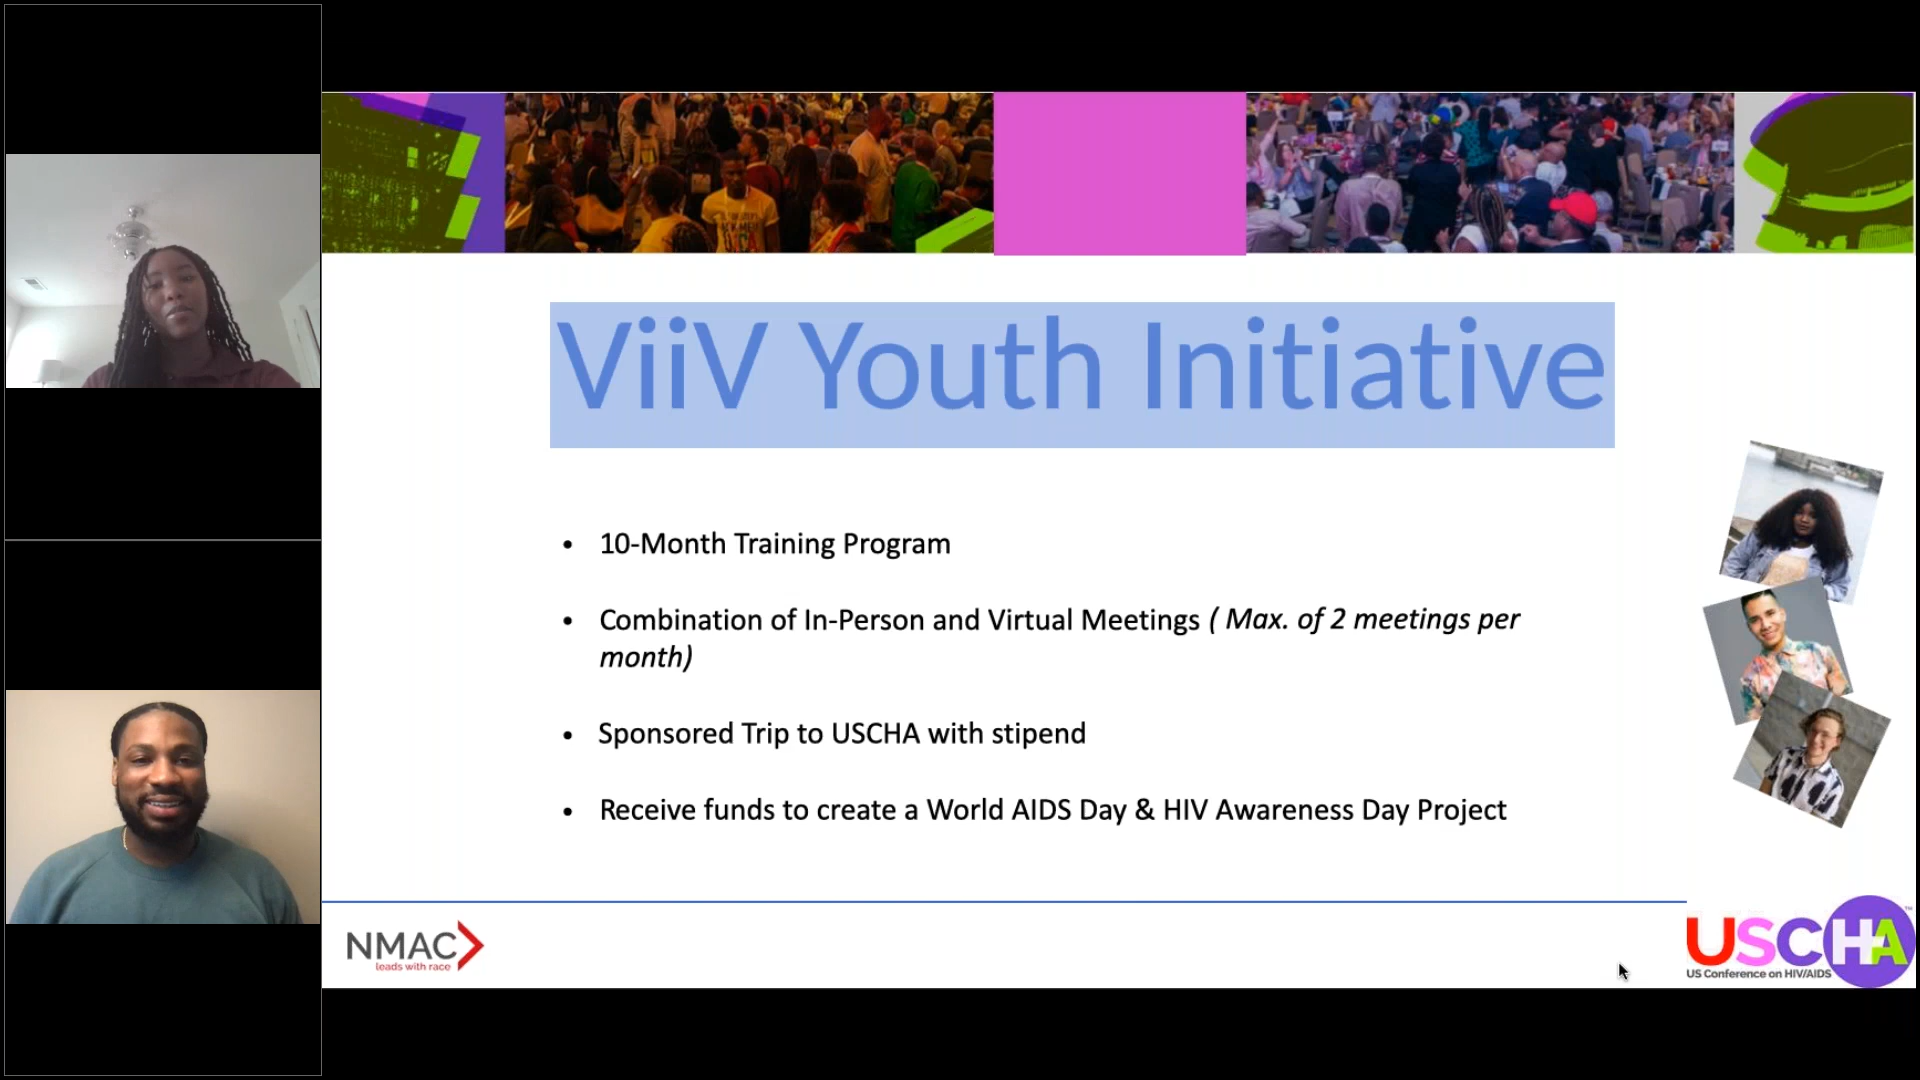 ViiV Youth Initiative
• 10-Month Training Program
• Combination of In-Person and Virtual Meetings ( Max. of 2 meetings per
month)
• Sponsored Trip to USCHA with stipend
• Receive funds to create a World AIDS Day & HIV Awareness Day Project
NMAC
leads with race
USCHA
US Conference on HIV/AIDS